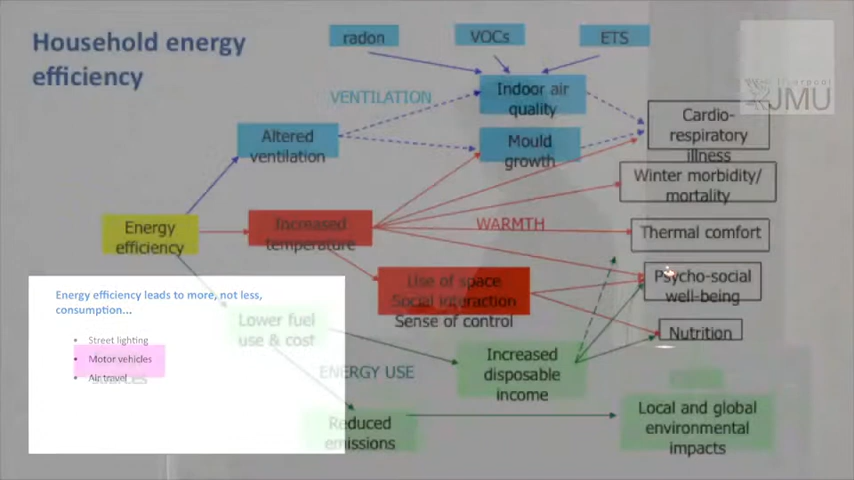 Household energy
efficiency
radon
VOCs
ETS
VENTILATION
Indoor air
quality
Altered
ventilation
Mould
growth
Cardio-
respiratory
illness
Winter morbidity/
mortality
Energy
efficiency
Increased
temperature
WARMTH
Thermal comfort
Use of space
Social interaction
Sense of control
Psycho-social
well-being
Nutrition
Lower fuel
use & cost
Increased
disposable
income
ENERGY USE
Reduced
emissions
Local and global
environmental
impacts
Energy efficiency leads to more, not less,
consumption...
• Street lighting
• Motor vehicles
• Air travel
JMU